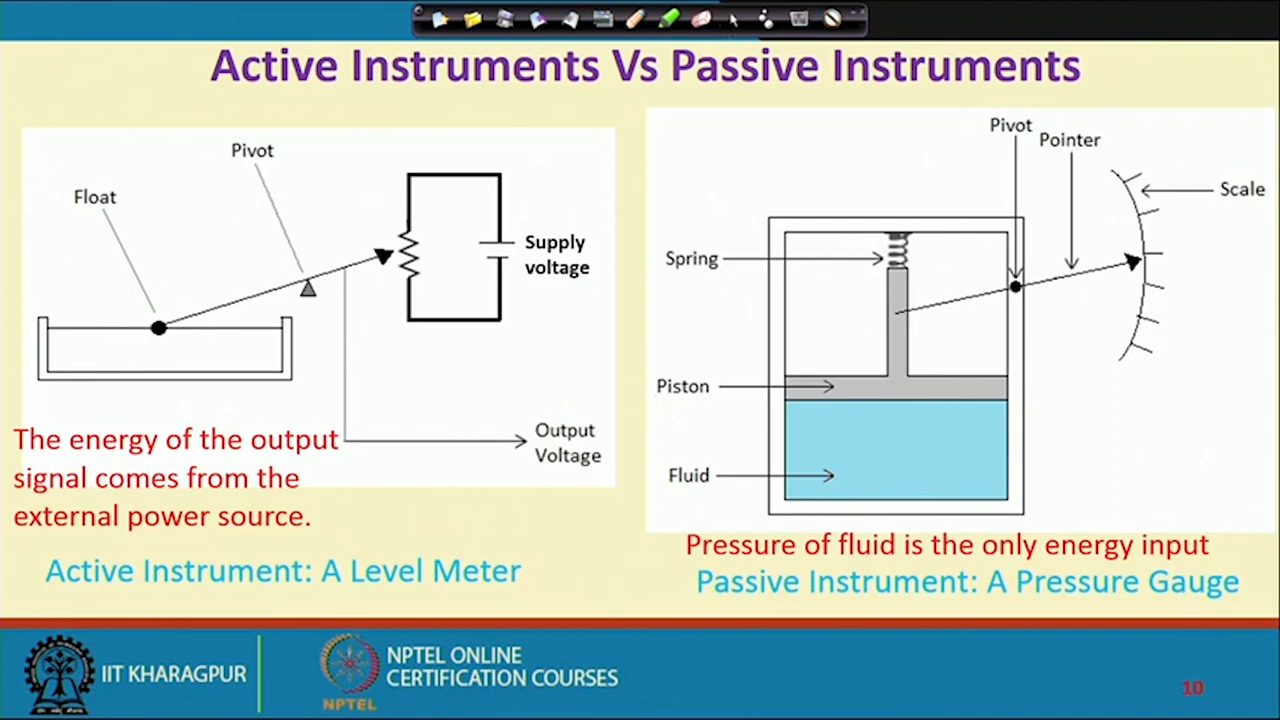 Active Instruments Vs Passive Instruments
Pivot
Float
Supply
voltage
Output
Voltage
The energy of the output
signal comes from the
external power source.
Active Instrument: A Level Meter
Pivot
Pointer
Scale
Spring
Piston
Fluid
Pressure of fluid is the only energy input
Passive Instrument: A Pressure Gauge
IIT KHARAGPUR
NPTEL
NPTEL ONLINE
CERTIFICATION COURSES
10